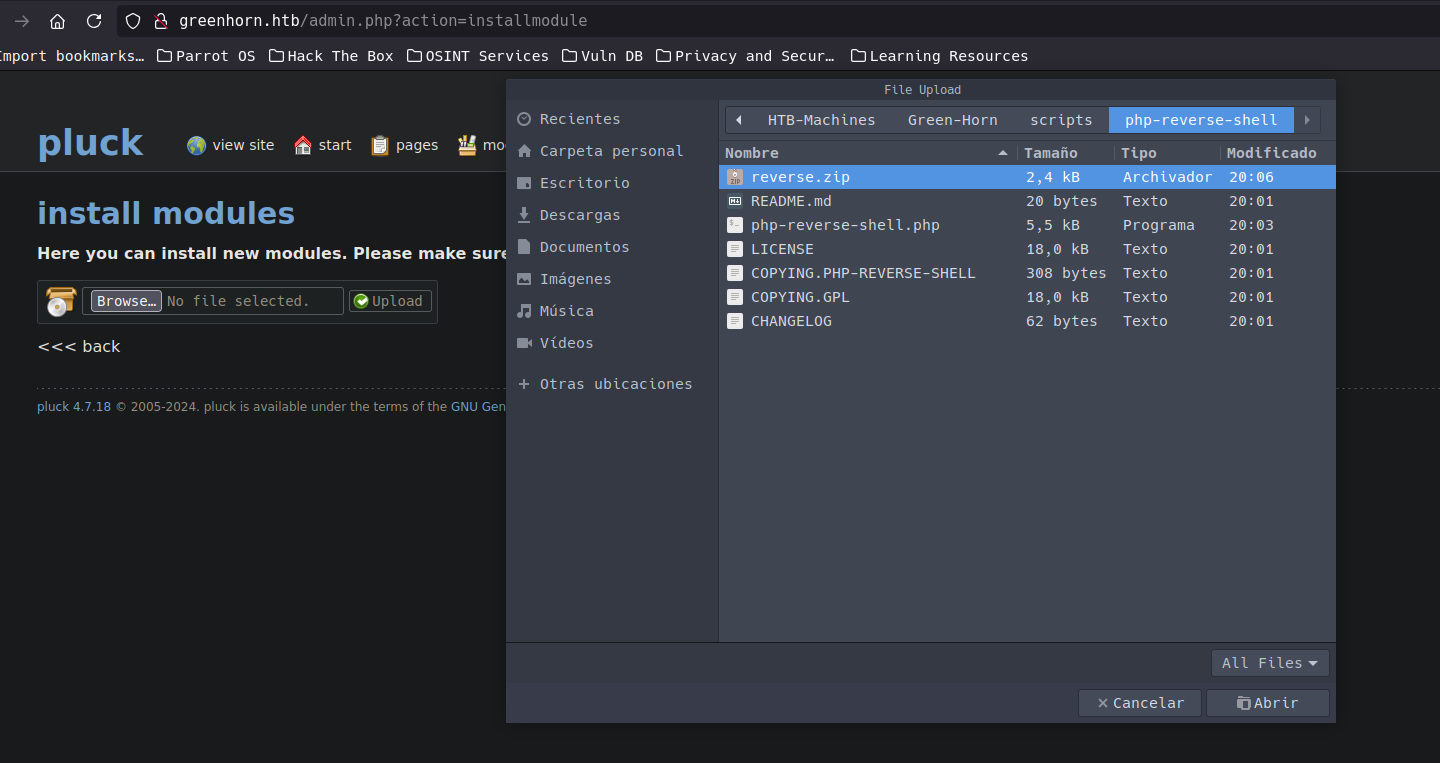 greenhorn.htb/admin.php?action=installmodule
mport bookmarks… Parrot OS Hack The Box OSINT Services Vuln DB Privacy and Secur… Learning Resources
File Upload
pluck view site start pages mo
install modules
Here you can install new modules. Please make sure
Browse… No file selected. Upload
<<< back
pluck 4.7.18 © 2005-2024. pluck is available under the terms of the GNU Gen
Recientes
Carpeta personal
Escritorio
Descargas
Documentos
Imágenes
Música
Vídeos
Otras ubicaciones
HTB-Machines Green-Horn scripts php-reverse-shell
Nombre Tamaño Tipo Modificado
reverse.zip 2,4 kB Archivador 20:06
README.md 20 bytes Texto 20:01
php-reverse-shell.php 5,5 kB Programa 20:03
LICENSE 18,0 kB Texto 20:01
COPYING.PHP-REVERSE-SHELL 308 bytes Texto 20:01
COPYING.GPL 18,0 kB Texto 20:01
CHANGELOG 62 bytes Texto 20:01
All Files
Cancelar Abrir